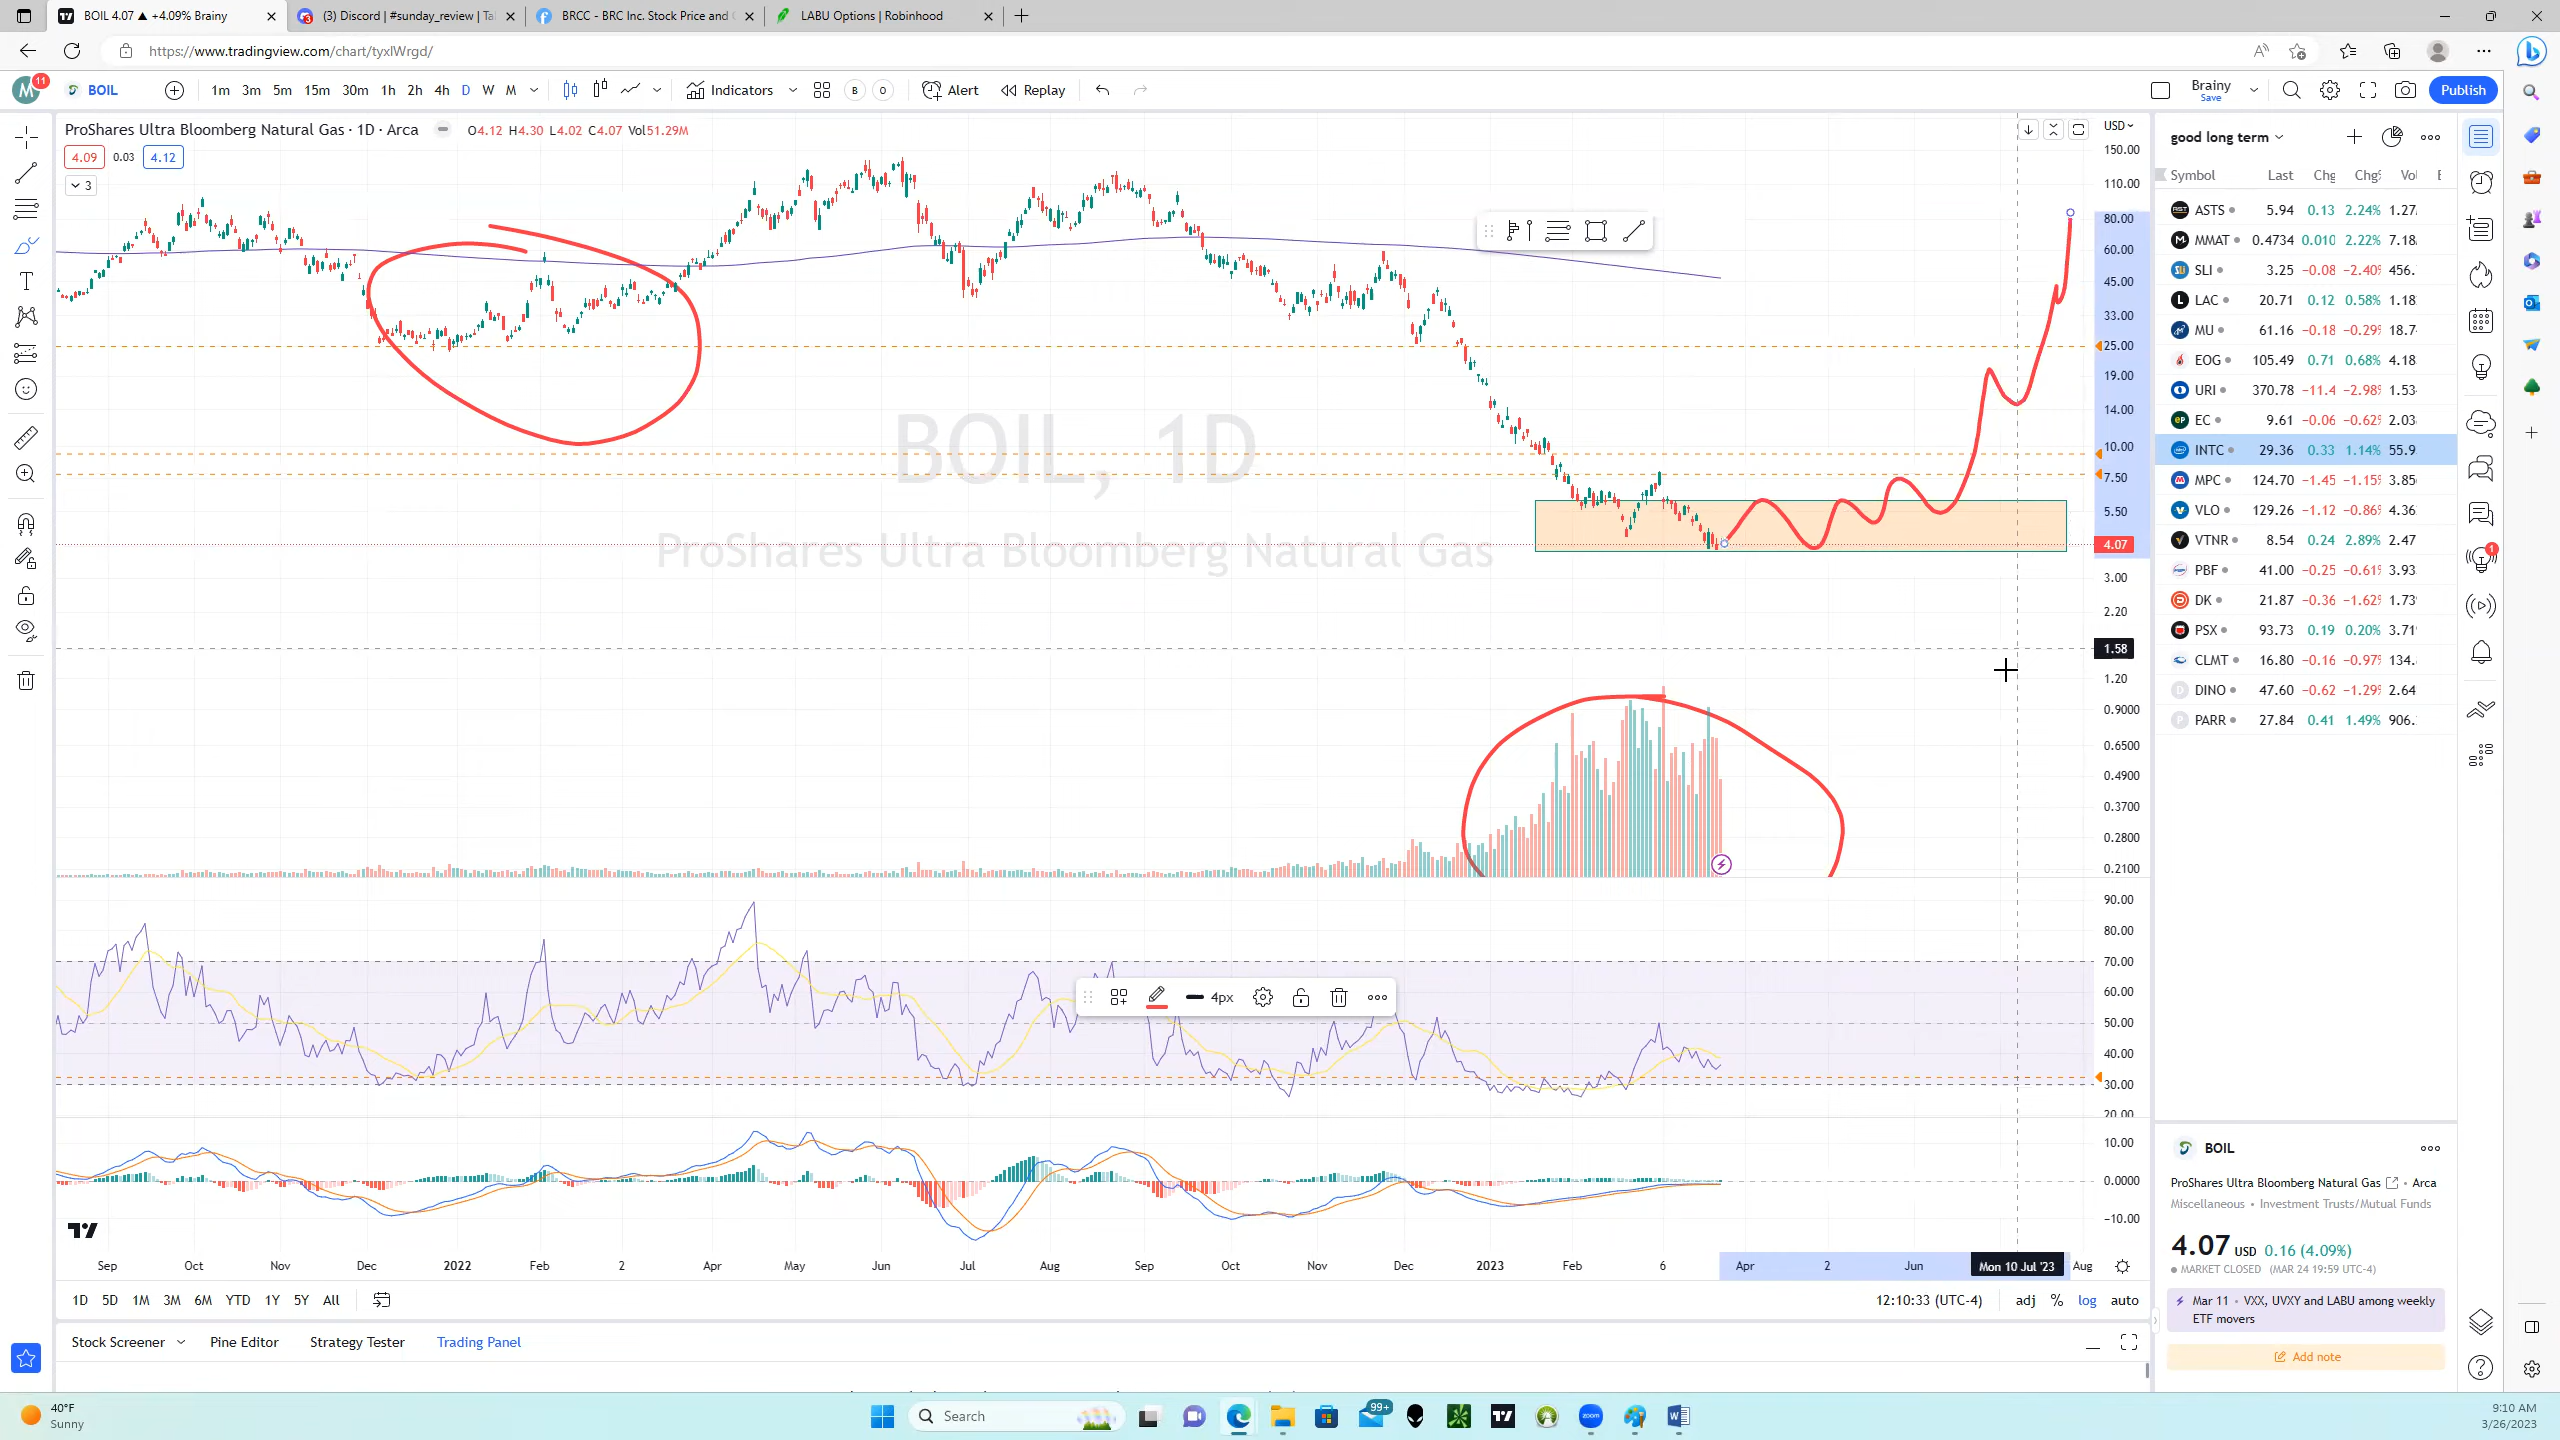 BOIL 4.07 ▲ +4.09% Brainy
(3) Discord | #sunday_review | Ta
BRCC - BRC Inc. Stock Price and
LABU Options | Robinhood
https://www.tradingview.com/chart/tyxlWrgd/
M 11
BOIL
1m 3m 5m 15m 30m 1h 2h 4h D W M
Indicators
B O
Alert
Replay
Brainy
Save
Publish
ProShares Ultra Bloomberg Natural Gas · 1D · Arca
O4.12 H4.30 L4.02 C4.07 Vol51.29M
4.09 0.03 4.12
3
USD
150.00
110.00
80.00
60.00
45.00
33.00
25.00
19.00
14.00
10.00
7.50
5.50
4.07
3.00
2.20
1.58
1.20
0.9000
0.6500
0.4900
0.3700
0.2800
0.2100
BOIL, 1D
ProShares Ultra Bloomberg Natural Gas
90.00
80.00
70.00
60.00
50.00
40.00
30.00
20.00
4px
10.00
0.0000
−10.00
Sep Oct Nov Dec 2022 Feb 2 Apr May Jun Jul Aug Sep Oct Nov Dec 2023 Feb 6 Apr 2 Jun Mon 10 Jul '23 Aug
1D 5D 1M 3M 6M YTD 1Y 5Y All
12:10:33 (UTC-4) adj % log auto
Stock Screener Pine Editor Strategy Tester Trading Panel
good long term
Symbol Last Chg Chg% Vol E
ASTS 5.94 0.13 2.24% 1.27
MMAT 0.4734 0.010 2.22% 7.18
SLI 3.25 −0.08 −2.40% 456.
LAC 20.71 0.12 0.58% 1.18
MU 61.16 −0.18 −0.29% 18.7
EOG 105.49 0.71 0.68% 4.18
URI 370.78 −11.4 −2.98% 1.53
EC 9.61 −0.06 −0.62% 2.03
INTC 29.36 0.33 1.14% 55.9
MPC 124.70 −1.45 −1.15% 3.85
VLO 129.26 −1.12 −0.86% 4.36
VTNR 8.54 0.24 2.89% 2.47
PBF 41.00 −0.25 −0.61% 3.93
DK 21.87 −0.36 −1.62% 1.73
PSX 93.73 0.19 0.20% 3.71
CLMT 16.80 −0.16 −0.97% 134.
DINO 47.60 −0.62 −1.29% 2.64
PARR 27.84 0.41 1.49% 906.
BOIL
ProShares Ultra Bloomberg Natural Gas • Arca
Miscellaneous • Investment Trusts/Mutual Funds
4.07 USD 0.16 (4.09%)
MARKET CLOSED (MAR 24 19:59 UTC-4)
Mar 11 • VXX, UVXY and LABU among weekly
ETF movers
Add note
40°F
Sunny
Search
99+
zoom
9:10 AM
3/26/2023